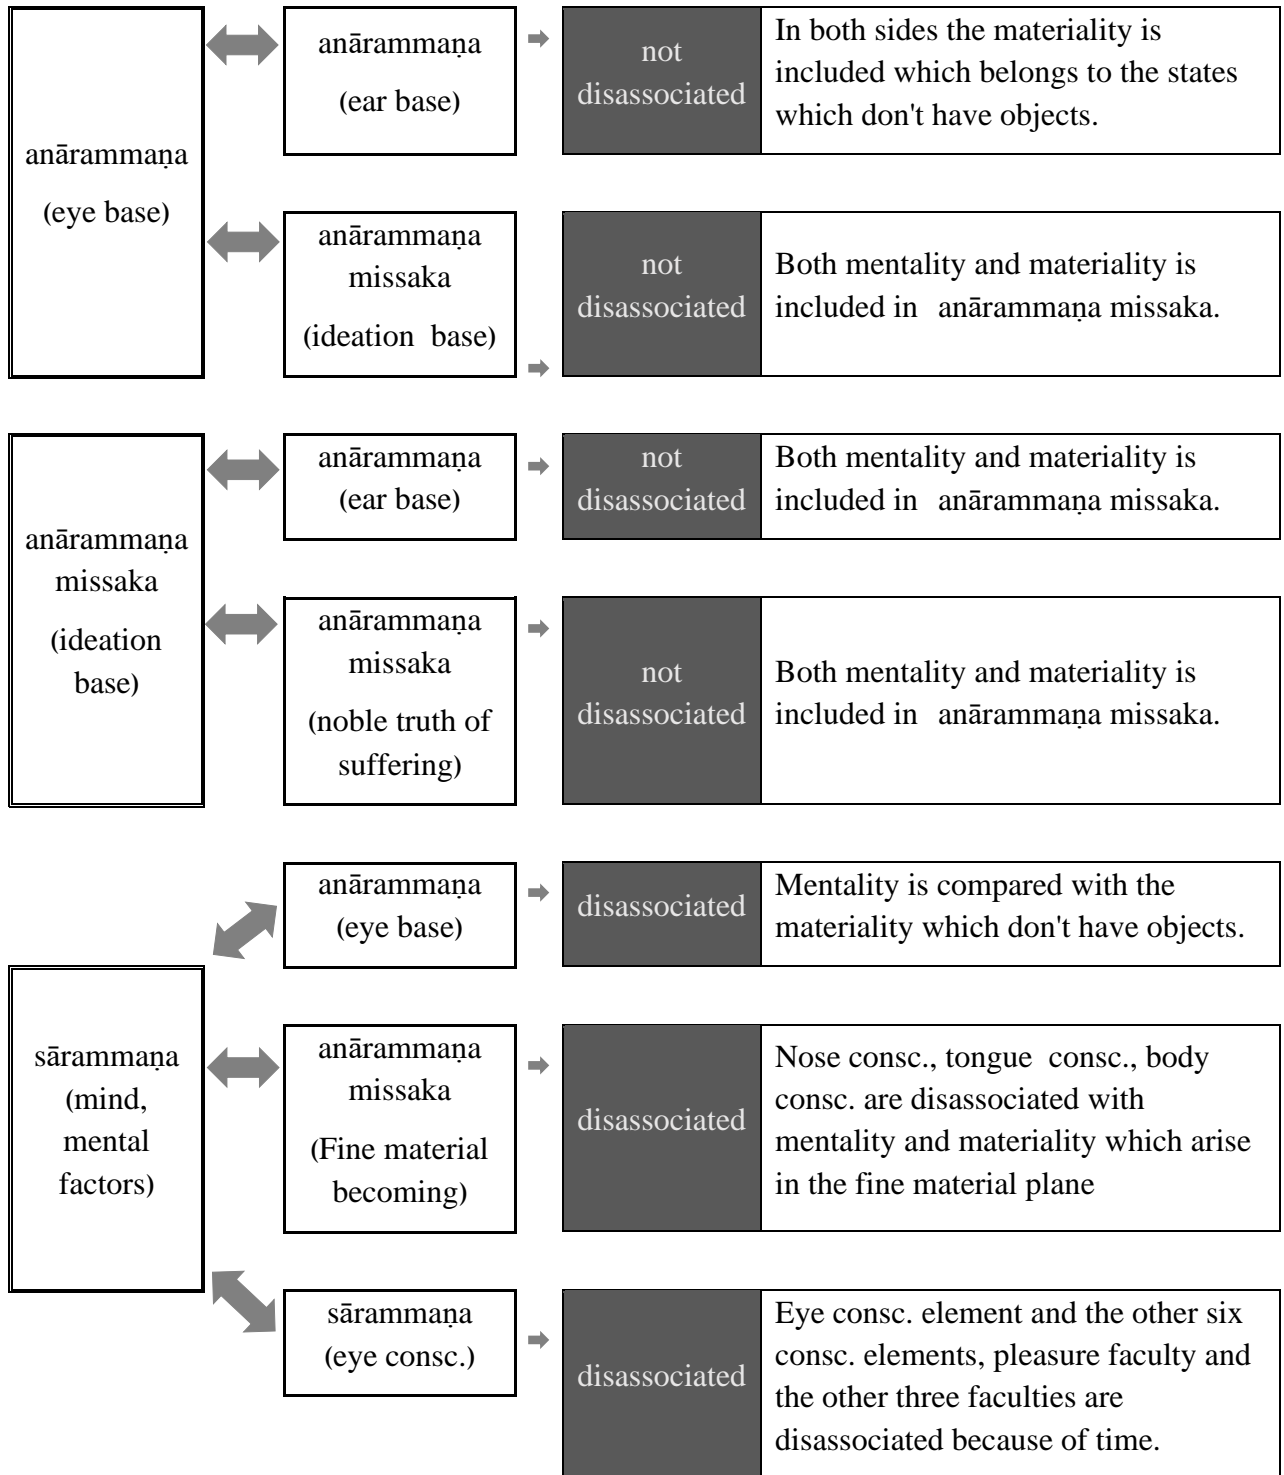 anārammaṇa
(eye base)
anārammaṇa
(ear base)
not
disassociated
In both sides the materiality is
included which belongs to the states
which don't have objects.
anārammaṇa
missaka
(ideation base)
not
disassociated
Both mentality and materiality is
included in anārammaṇa missaka.
anārammaṇa
missaka
(ideation
base)
anārammaṇa
(ear base)
not
disassociated
Both mentality and materiality is
included in anārammaṇa missaka.
anārammaṇa
missaka
(noble truth of
suffering)
not
disassociated
Both mentality and materiality is
included in anārammaṇa missaka.
sārammaṇa
(mind,
mental
factors)
anārammaṇa
(eye base)
disassociated
Mentality is compared with the
materiality which don't have objects.
anārammaṇa
missaka
(Fine material
becoming)
disassociated
Nose consc., tongue consc., body
consc. are disassociated with
mentality and materiality which arise
in the fine material plane
sārammaṇa
(eye consc.)
disassociated
Eye consc. element and the other six
consc. elements, pleasure faculty and
the other three faculties are
disassociated because of time.